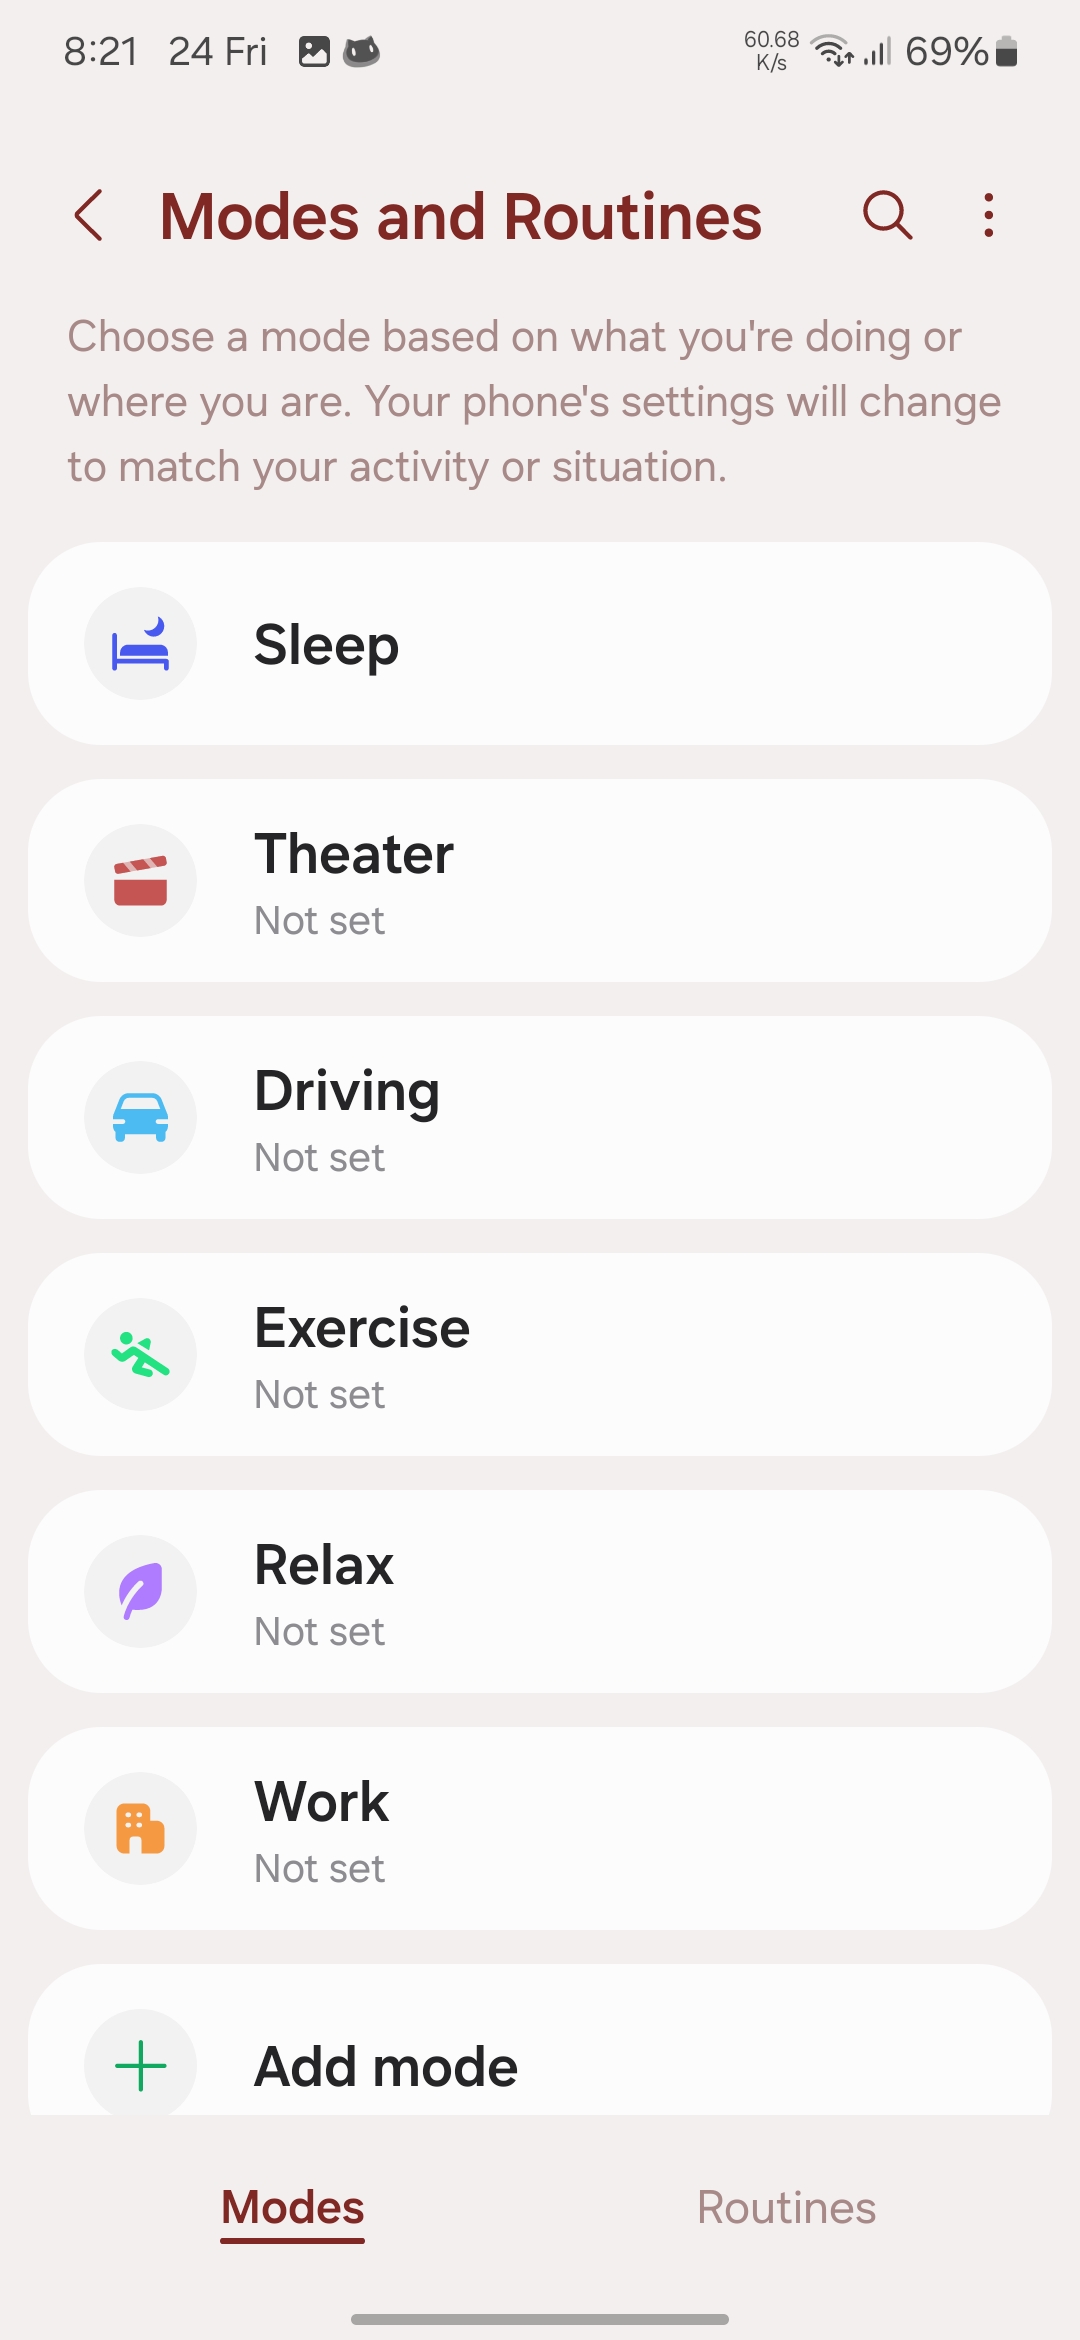 8:21 24 Fri 60.68 K/s 69%
Modes and Routines
Choose a mode based on what you're doing or
where you are. Your phone's settings will change
to match your activity or situation.
Sleep
Theater
Not set
Driving
Not set
Exercise
Not set
Relax
Not set
Work
Not set
Add mode
Modes Routines